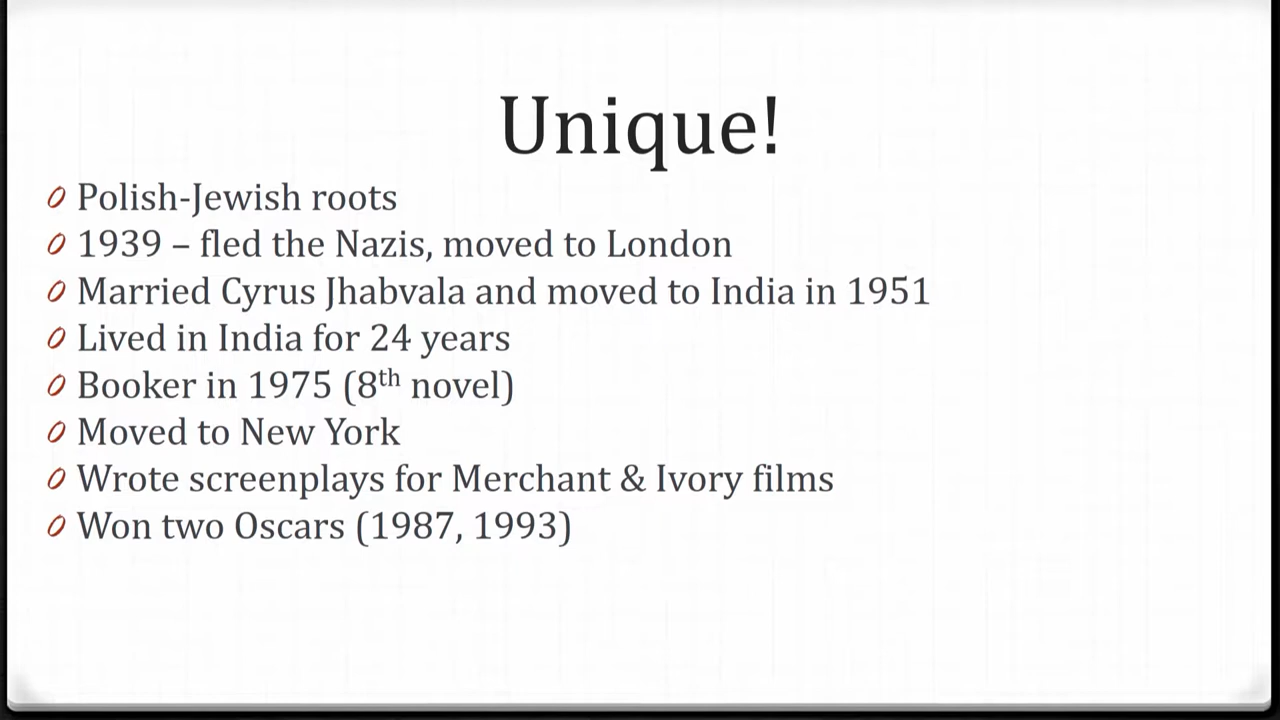 Unique!
Polish-Jewish roots
1939 – fled the Nazis, moved to London
Married Cyrus Jhabvala and moved to India in 1951
Lived in India for 24 years
Booker in 1975 (8th novel)
Moved to New York
Wrote screenplays for Merchant & Ivory films
Won two Oscars (1987, 1993)